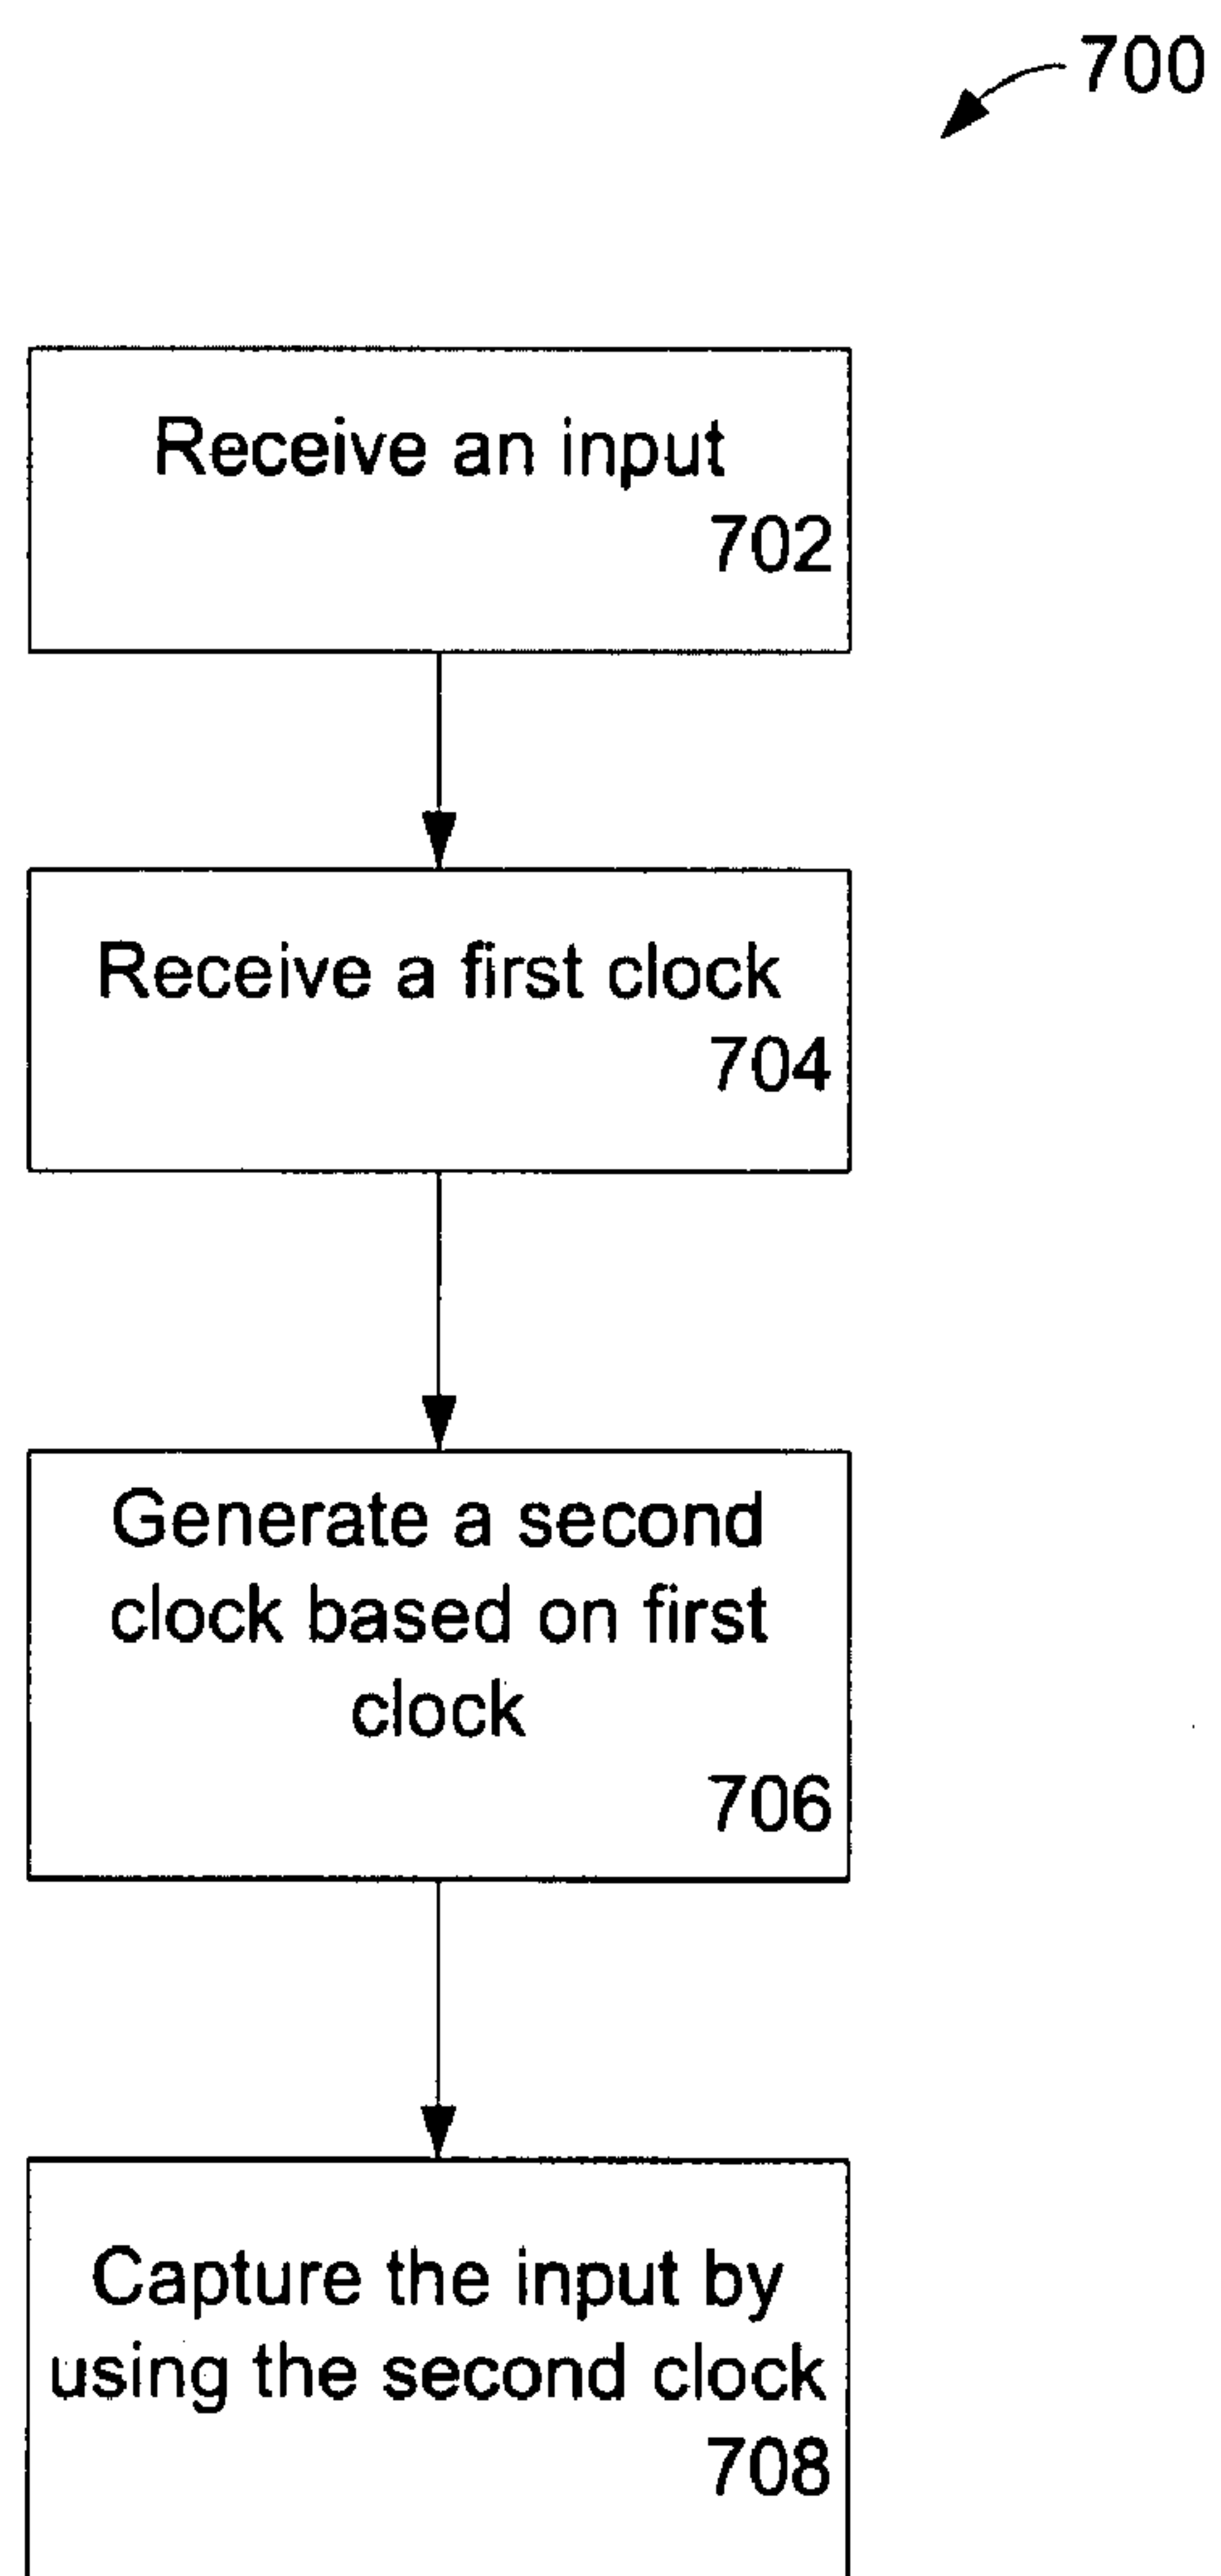 700
Receive an input
702
Receive a first clock
704
Generate a second
clock based on first
clock
706
Capture the input by
using the second clock
708